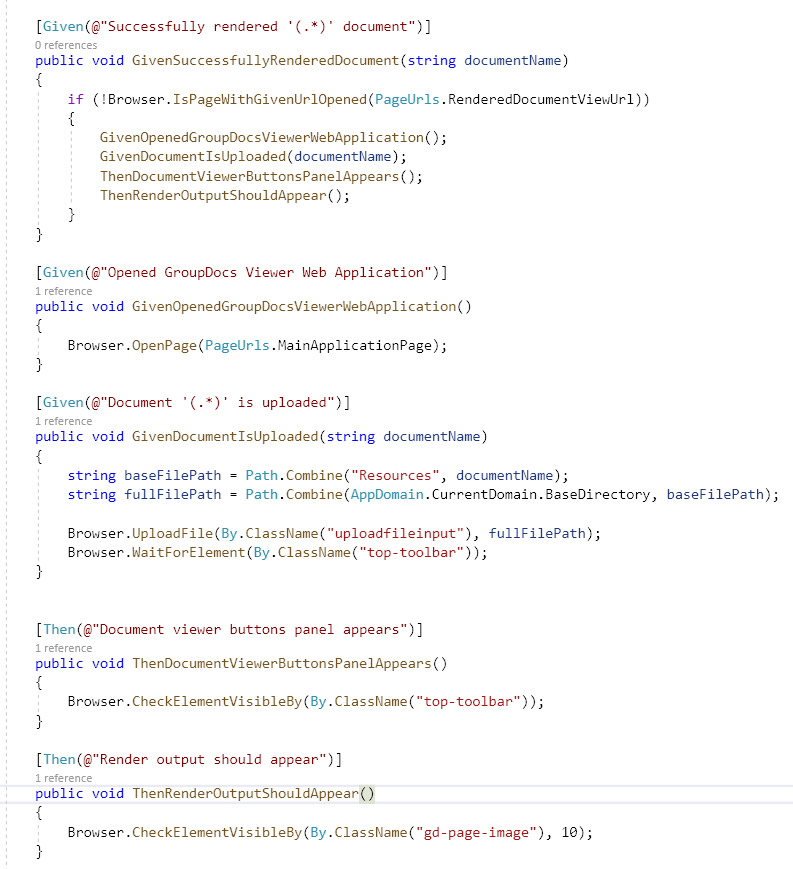 [Given(@"Successfully rendered '(.*)' document")]
0 references
public void GivenSuccessfullyRenderedDocument(string documentName)
{
if (!Browser.IsPageWithGivenUrlOpened(PageUrls.RenderedDocumentViewUrl))
{
GivenOpenedGroupDocsViewerWebApplication();
GivenDocumentIsUploaded(documentName);
ThenDocumentViewerButtonsPanelAppears();
ThenRenderOutputShouldAppear();
}
}
[Given(@"Opened GroupDocs Viewer Web Application")]
1 reference
public void GivenOpenedGroupDocsViewerWebApplication()
{
Browser.OpenPage(PageUrls.MainApplicationPage);
}
[Given(@"Document '(.*)' is uploaded")]
1 reference
public void GivenDocumentIsUploaded(string documentName)
{
string baseFilePath = Path.Combine("Resources", documentName);
string fullFilePath = Path.Combine(AppDomain.CurrentDomain.BaseDirectory, baseFilePath);
Browser.UploadFile(By.ClassName("uploadfileinput"), fullFilePath);
Browser.WaitForElement(By.ClassName("top-toolbar"));
}
[Then(@"Document viewer buttons panel appears")]
1 reference
public void ThenDocumentViewerButtonsPanelAppears()
{
Browser.CheckElementVisibleBy(By.ClassName("top-toolbar"));
}
[Then(@"Render output should appear")]
1 reference
public void ThenRenderOutputShouldAppear()
{
Browser.CheckElementVisibleBy(By.ClassName("gd-page-image"), 10);
}